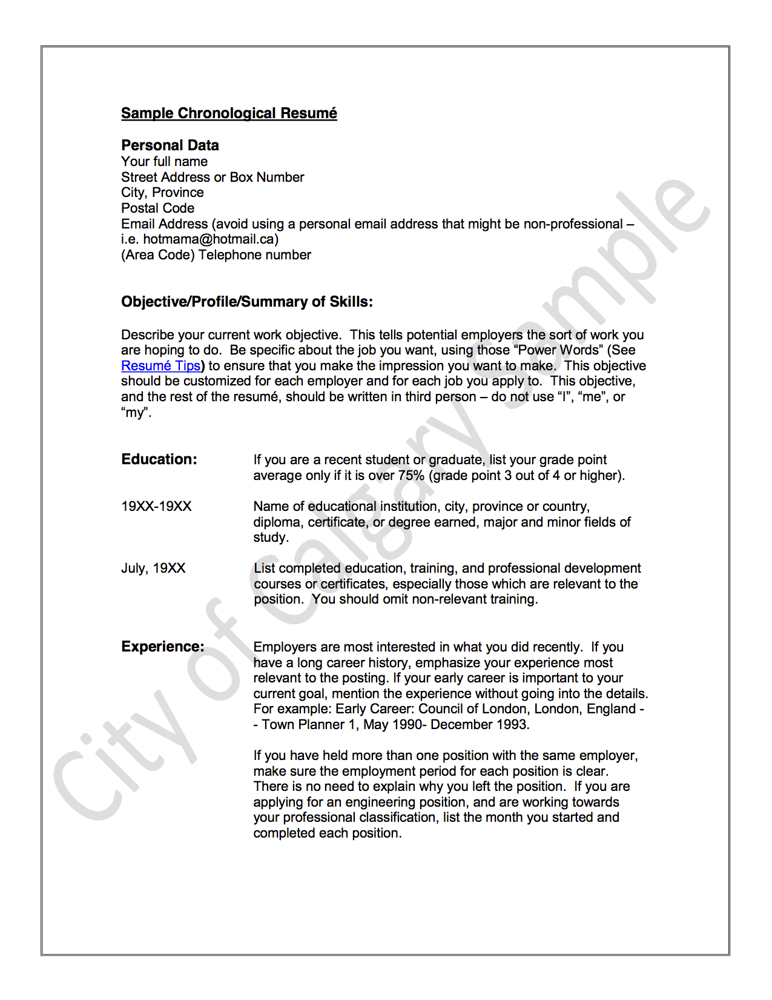 Sample Chronological Resumé
Personal Data
Your full name
Street Address or Box Number
City, Province
Postal Code
Email Address (avoid using a personal email address that might be non-professional –
i.e. hotmama@hotmail.ca)
(Area Code) Telephone number
Objective/Profile/Summary of Skills:
Describe your current work objective.  This tells potential employers the sort of work you
are hoping to do.  Be specific about the job you want, using those “Power Words” (See
Resumé Tips) to ensure that you make the impression you want to make.  This objective
should be customized for each employer and for each job you apply to.  This objective,
and the rest of the resumé, should be written in third person – do not use “I”, “me”, or
“my”.
Education: If you are a recent student or graduate, list your grade point
average only if it is over 75% (grade point 3 out of 4 or higher).
19XX-19XX Name of educational institution, city, province or country,
diploma, certificate, or degree earned, major and minor fields of
study.
July, 19XX List completed education, training, and professional development
courses or certificates, especially those which are relevant to the
position.  You should omit non-relevant training.
Experience: Employers are most interested in what you did recently.  If you
have a long career history, emphasize your experience most
relevant to the posting. If your early career is important to your
current goal, mention the experience without going into the details.
For example: Early Career: Council of London, London, England -
- Town Planner 1, May 1990- December 1993.
If you have held more than one position with the same employer,
make sure the employment period for each position is clear.
There is no need to explain why you left the position.  If you are
applying for an engineering position, and are working towards
your professional classification, list the month you started and
completed each position.
City of Calgary Sample